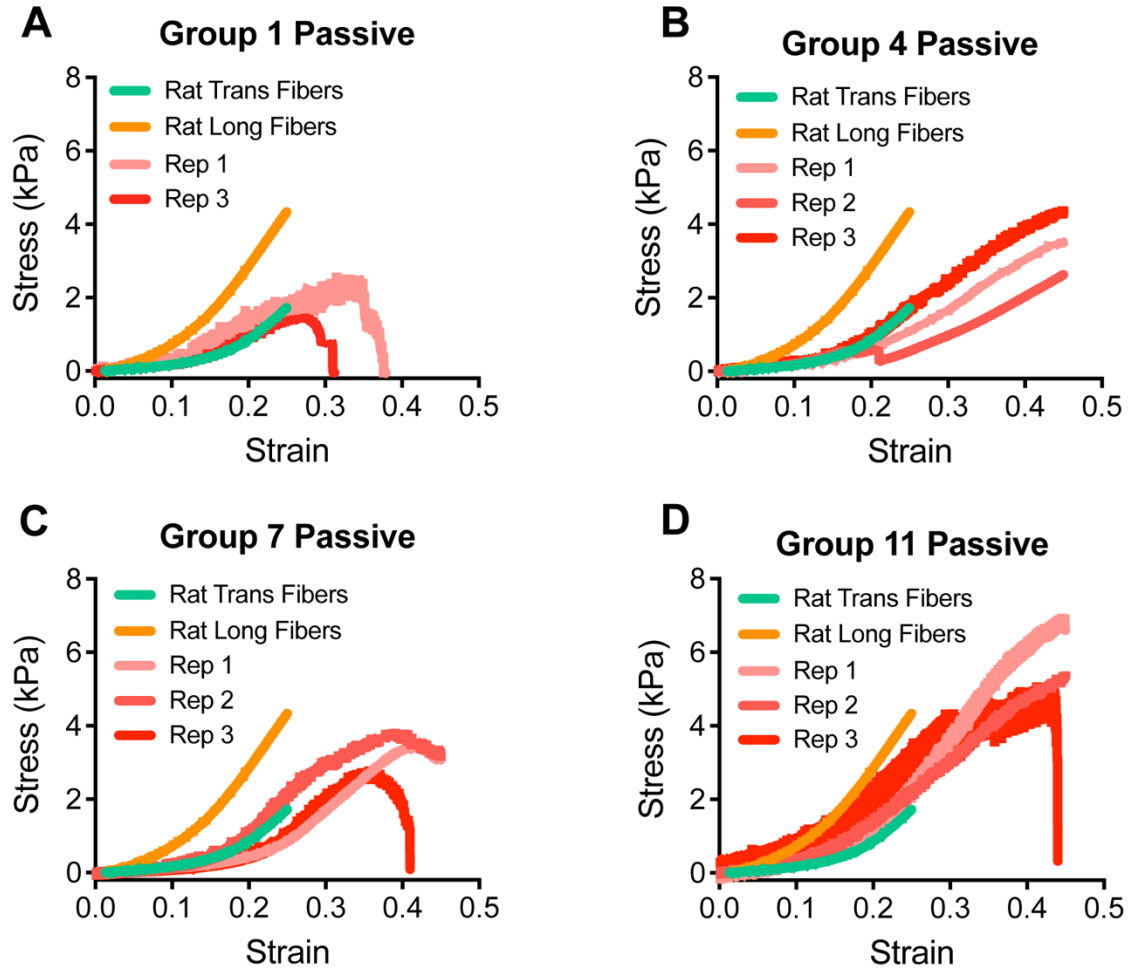 A
Group 1 Passive
8
6
4
2
0
Stress (kPa)
Rat Trans Fibers
Rat Long Fibers
Rep 1
Rep 3
0.0 0.1 0.2 0.3 0.4 0.5
Strain
B
Group 4 Passive
8
6
4
2
0
Stress (kPa)
Rat Trans Fibers
Rat Long Fibers
Rep 1
Rep 2
Rep 3
0.0 0.1 0.2 0.3 0.4 0.5
Strain
C
Group 7 Passive
8
6
4
2
0
Stress (kPa)
Rat Trans Fibers
Rat Long Fibers
Rep 1
Rep 2
Rep 3
0.0 0.1 0.2 0.3 0.4 0.5
Strain
D
Group 11 Passive
8
6
4
2
0
Stress (kPa)
Rat Trans Fibers
Rat Long Fibers
Rep 1
Rep 2
Rep 3
0.0 0.1 0.2 0.3 0.4 0.5
Strain